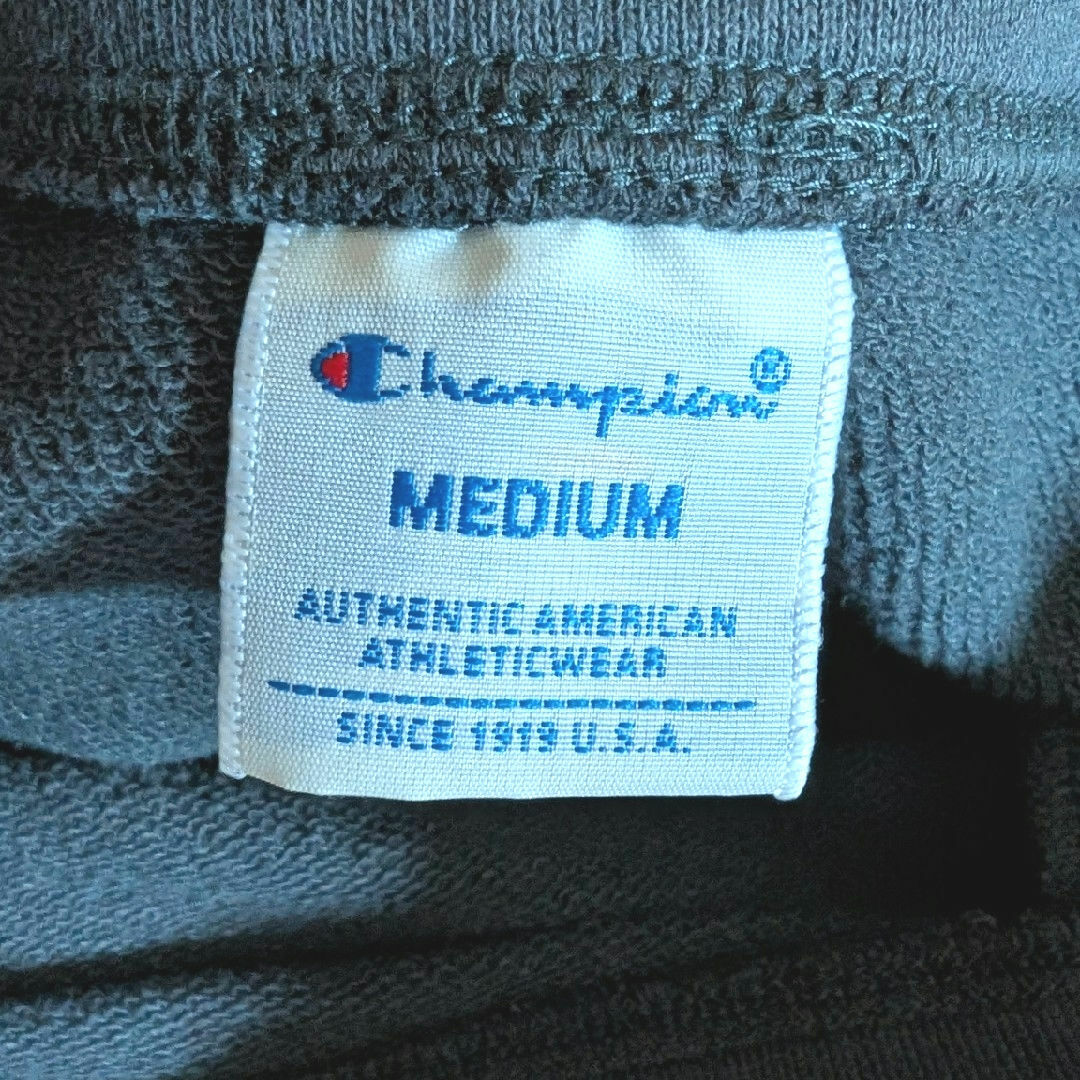 Champion®
MEDIUM
AUTHENTIC AMERICAN
ATHLETICWEAR
SINCE 1919 U.S.A.